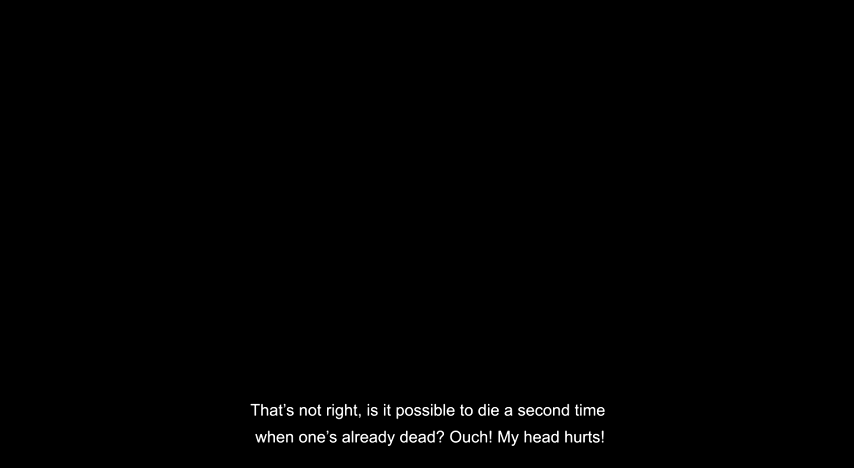 That’s not right, is it possible to die a second time
when one’s already dead? Ouch! My head hurts!